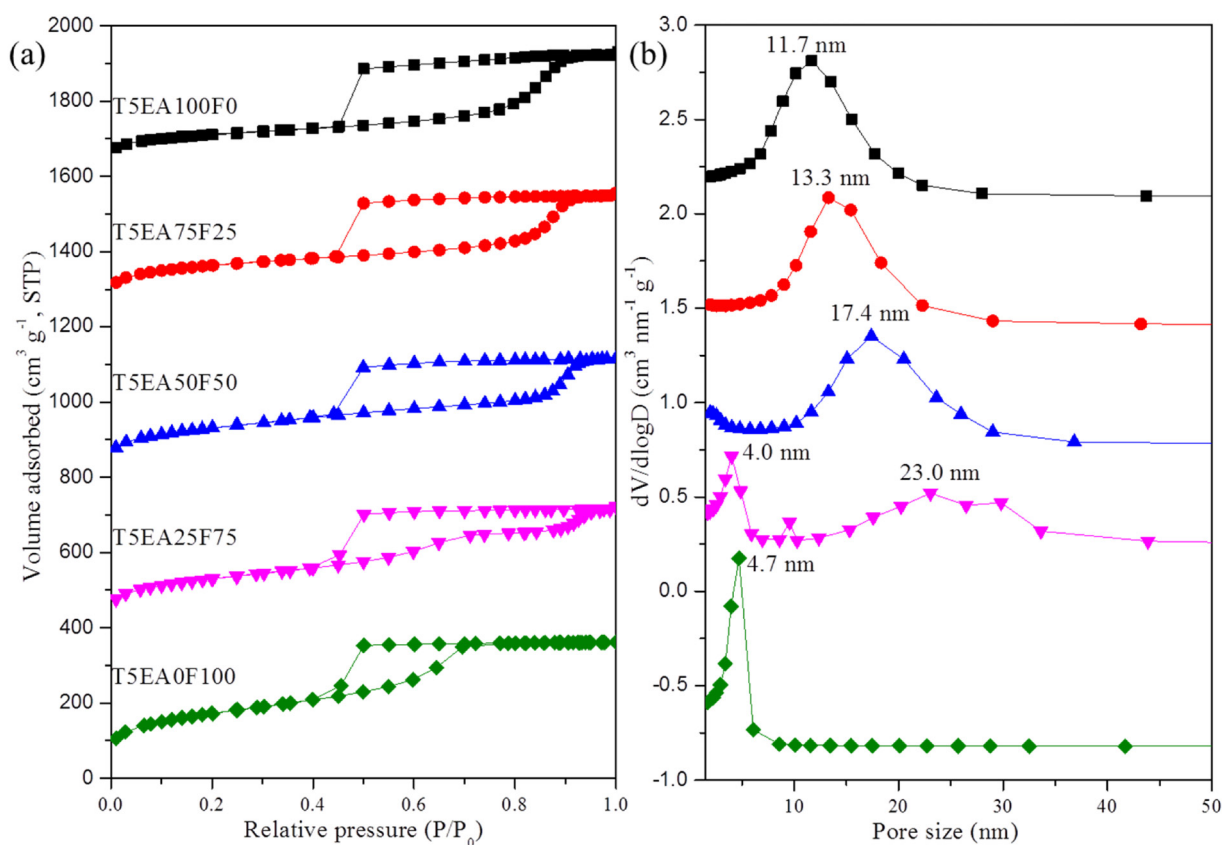 (a)
Volume adsorbed (cm³ g⁻¹, STP)
2000
1800
1600
1400
1200
1000
800
600
400
200
0
T5EA100F0
T5EA75F25
T5EA50F50
T5EA25F75
T5EA0F100
0.0 0.2 0.4 0.6 0.8 1.0
Relative pressure (P/P₀)
(b)
dV/dlogD (cm³ nm⁻¹ g⁻¹)
3.0
2.5
2.0
1.5
1.0
0.5
0.0
-0.5
-1.0
11.7 nm
13.3 nm
17.4 nm
4.0 nm
23.0 nm
4.7 nm
10 20 30 40 50
Pore size (nm)